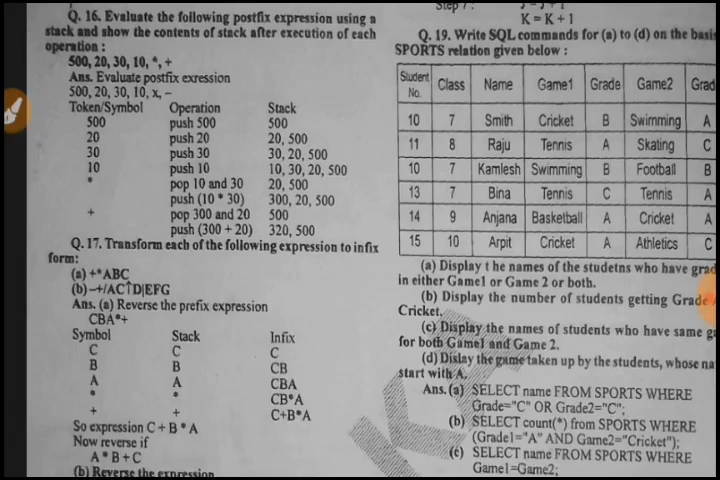 Q. 16. Evaluate the following postfix expression using a
stack and show the contents of stack after execution of each
operation :
500, 20, 30, 10, *, +
Ans. Evaluate postfix exression
500, 20, 30, 10, x, –
Token/Symbol Operation Stack
500 push 500 500
20 push 20 20, 500
30 push 30 30, 20, 500
10 push 10 10, 30, 20, 500
* pop 10 and 30 20, 500
push (10 * 30) 300, 20, 500
+ pop 300 and 20 500
push (300 + 20) 320, 500
Q. 17. Transform each of the following expression to infix
form:
(a) +*ABC
(b) –+/AC↑D|EFG
Ans. (a) Reverse the prefix expression
CBA*+
Symbol Stack Infix
C C C
B B CB
A A CBA
* * CB*A
+ + C+B*A
So expression C + B * A
Now reverse if
A * B + C
(b) Reverse the expression
K = K + 1
Q. 19. Write SQL commands for (a) to (d) on the basis
SPORTS relation given below :
Student No. Class Name Game1 Grade Game2 Grad
10 7 Smith Cricket B Swimming A
11 8 Raju Tennis A Skating C
10 7 Kamlesh Swimming B Football B
13 7 Bina Tennis C Tennis A
14 9 Anjana Basketball A Cricket A
15 10 Arpit Cricket A Athletics C
(a) Display t he names of the studetns who have grad
in either Game1 or Game 2 or both.
(b) Display the number of students getting Grade
Cricket.
(c) Display the names of students who have same g
for both Game1 and Game 2.
(d) Dislay the game taken up by the students, whose na
start with A.
Ans. (a) SELECT name FROM SPORTS WHERE
Grade="C" OR Grade2="C";
(b) SELECT count(*) from SPORTS WHERE
(Grade1="A" AND Game2="Cricket");
(c) SELECT name FROM SPORTS WHERE
Game1=Game2;